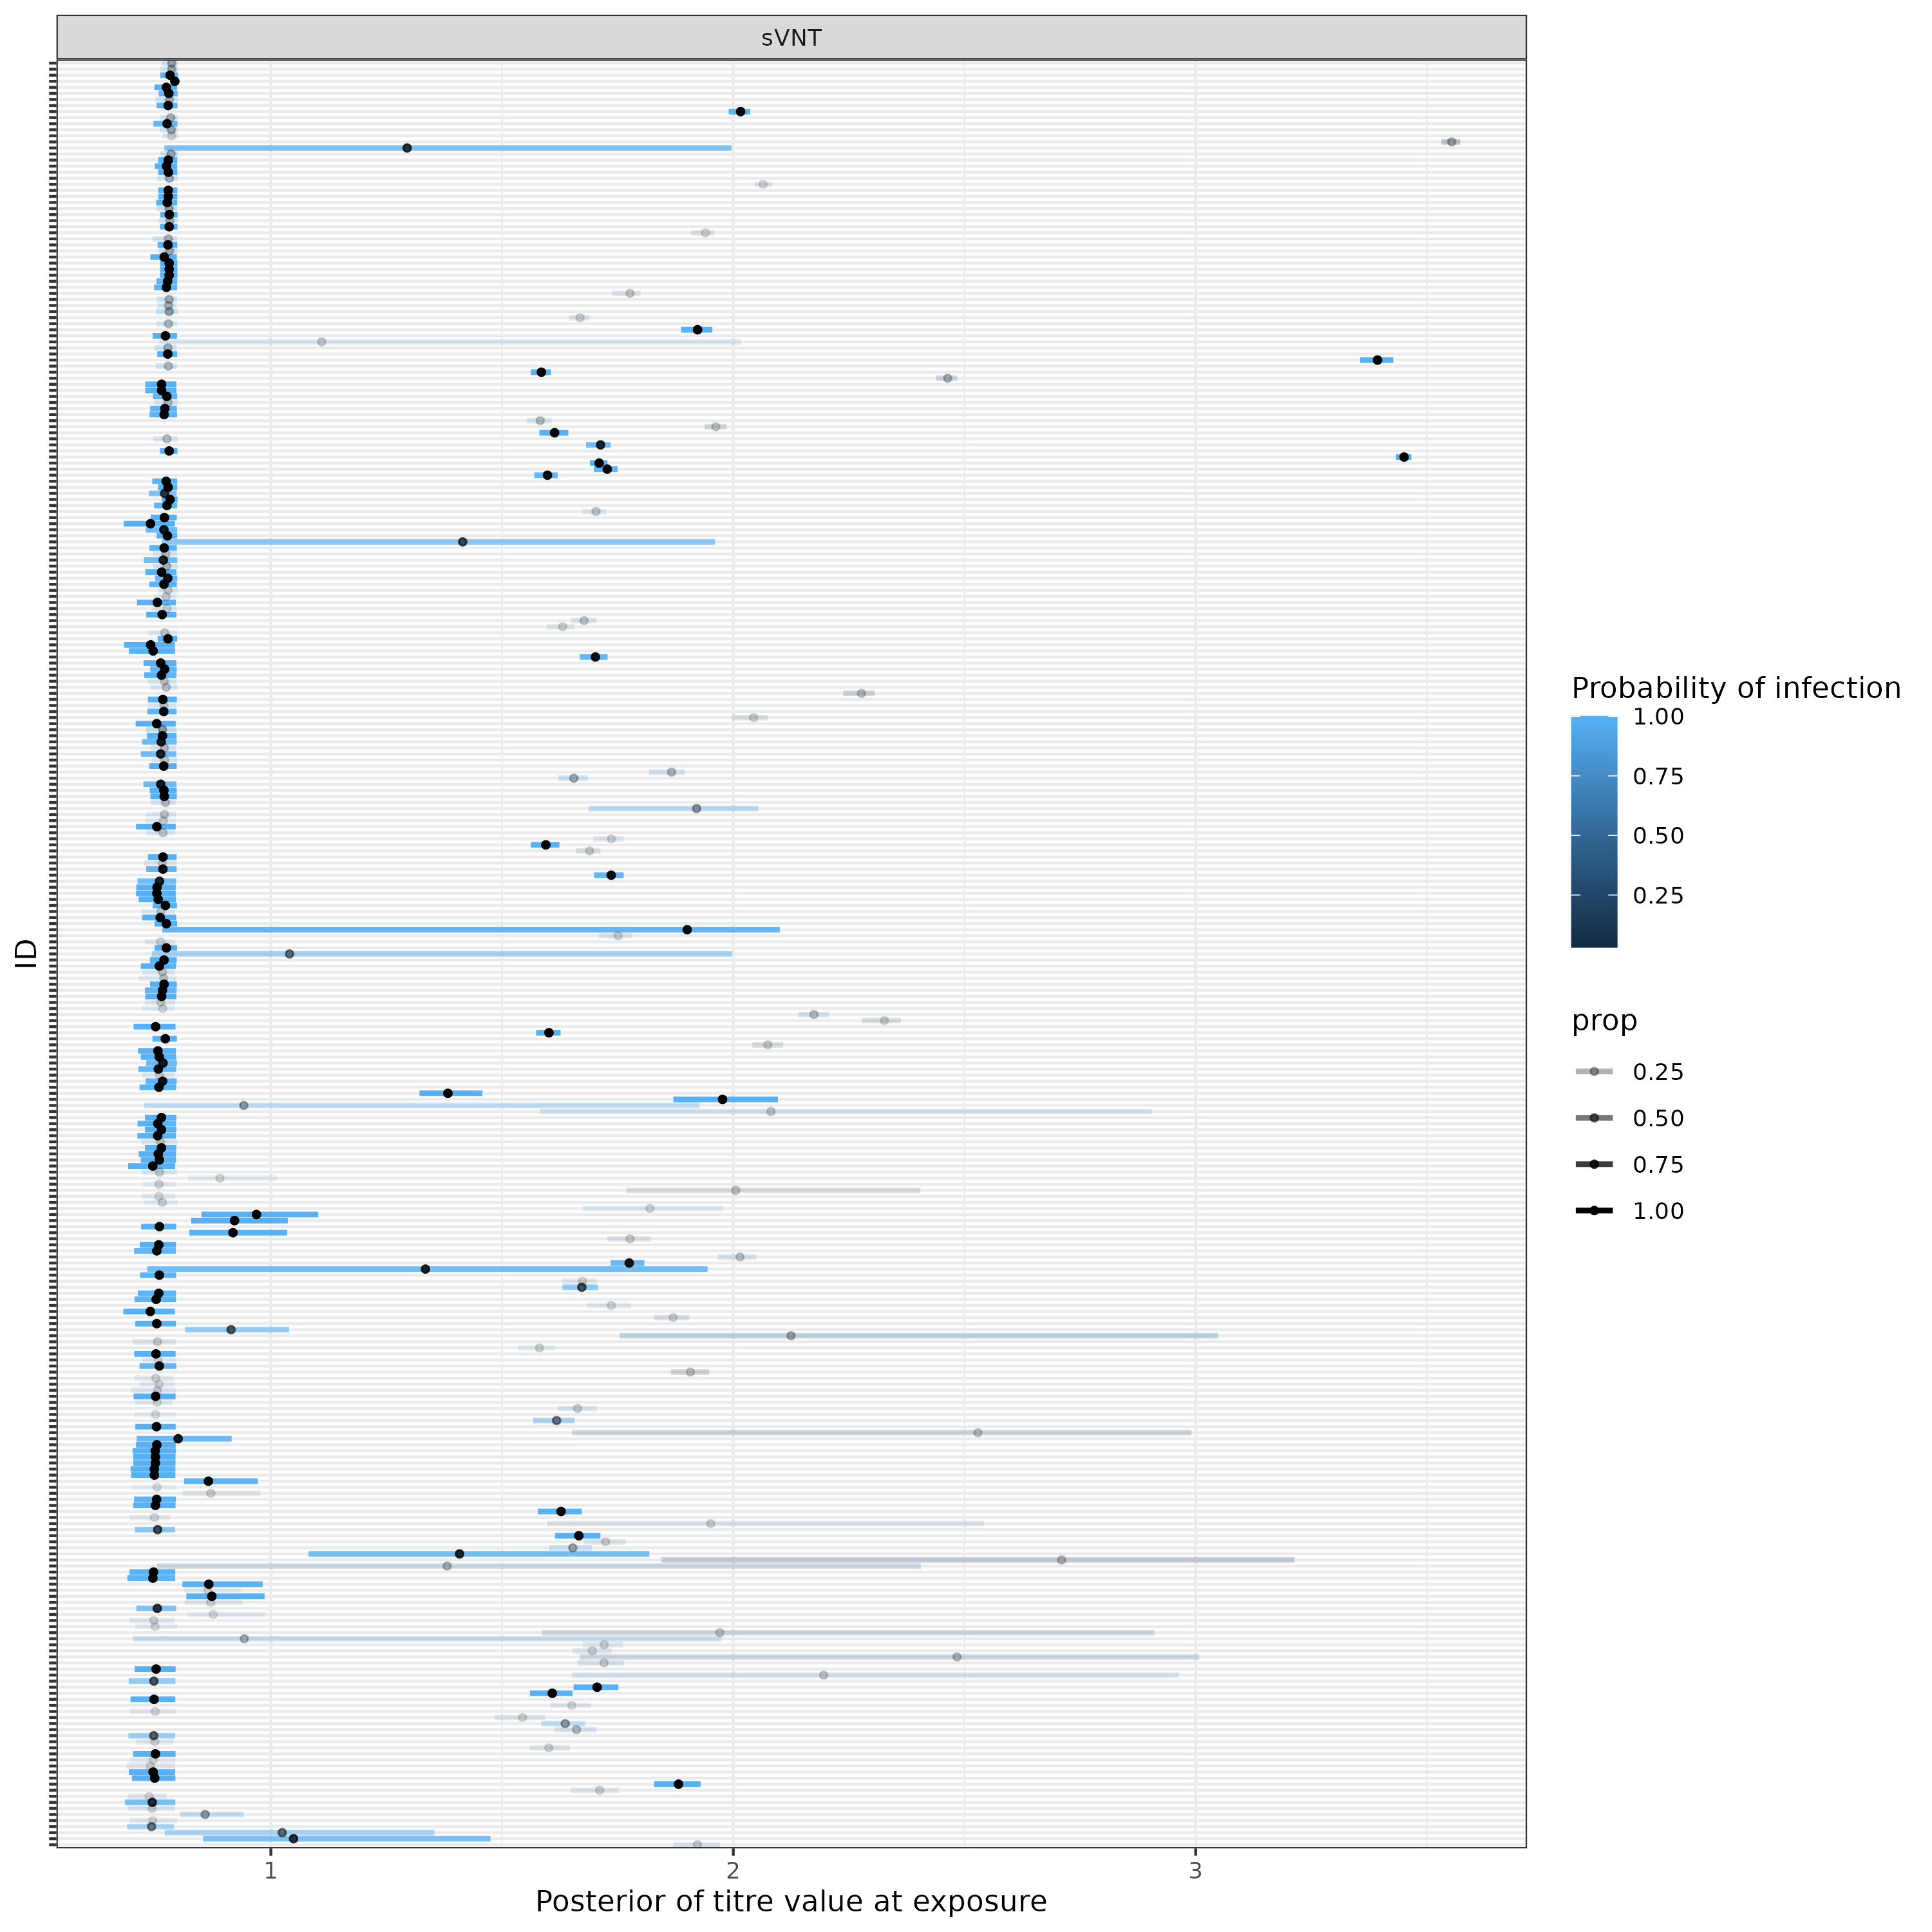 sVNT
ID
1
2
3
Posterior of titre value at exposure
Probability of infection
1.00
0.75
0.50
0.25
prop
0.25
0.50
0.75
1.00